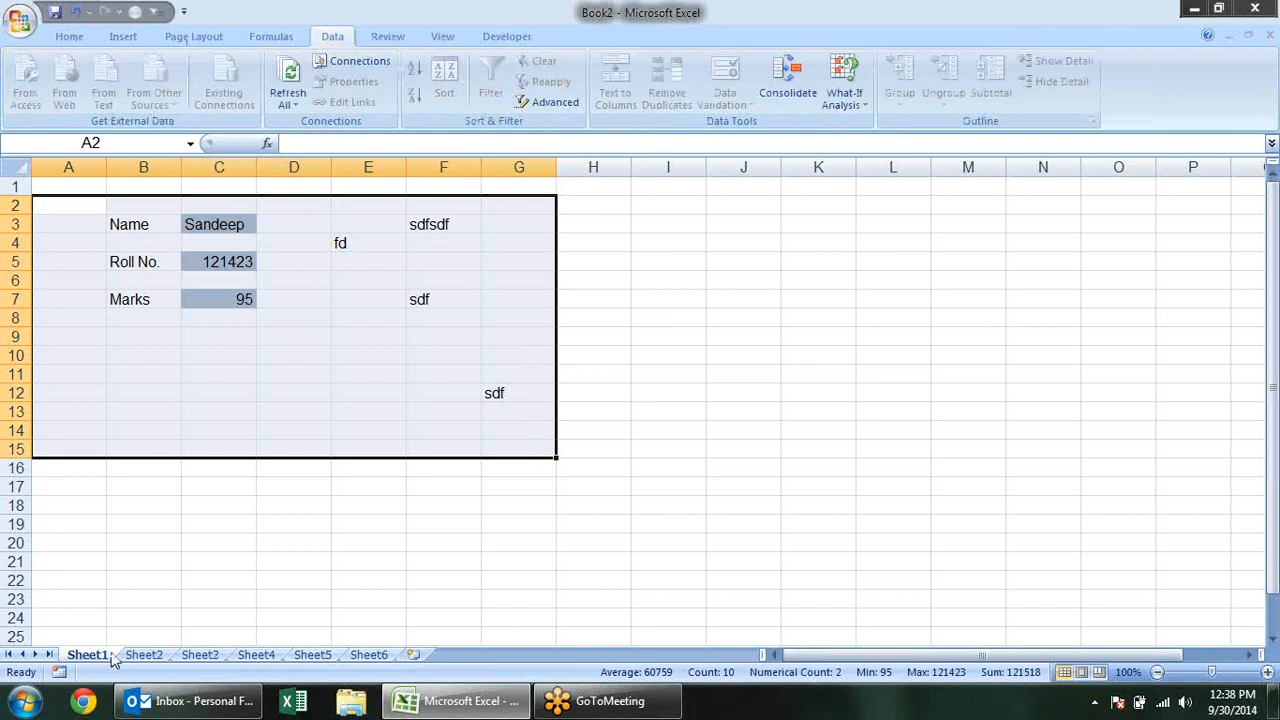 Book2 - Microsoft Excel
Home Insert Page Layout Formulas Data Review View Developer
From Access
From Web
From Text
From Other Sources
Existing Connections
Get External Data
Refresh All
Connections
Properties
Edit Links
Connections
Sort
Filter
Clear
Reapply
Advanced
Sort & Filter
Text to Columns
Remove Duplicates
Data Validation
Consolidate
What-If Analysis
Data Tools
Group
Ungroup
Subtotal
Show Detail
Hide Detail
Outline
A2
fx
A B C D E F G H I J K L M N O P
1
2
3 Name Sandeep sdfsdf
4 fd
5 Roll No. 121423
6
7 Marks 95 sdf
8
9
10
11
12 sdf
13
14
15
16
17
18
19
20
21
22
23
24
25
Sheet1 Sheet2 Sheet3 Sheet4 Sheet5 Sheet6
Ready Average: 60759 Count: 10 Numerical Count: 2 Min: 95 Max: 121423 Sum: 121518 100%
Inbox - Personal F... Microsoft Excel - ... GoToMeeting
12:38 PM
9/30/2014